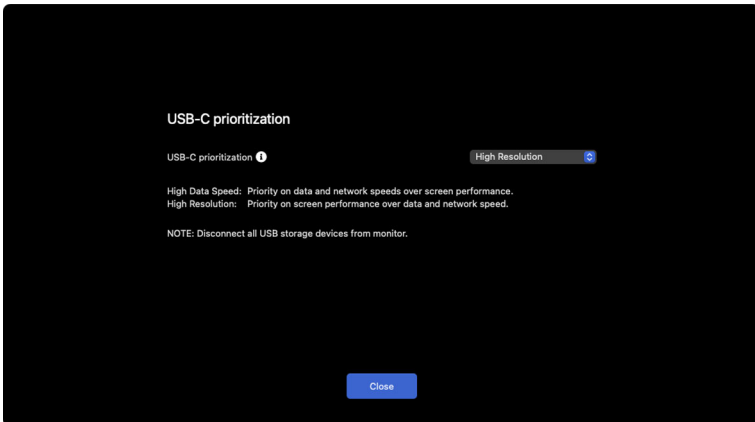 USB-C prioritization
USB-C prioritization
High Resolution
High Data Speed: Priority on data and network speeds over screen performance.
High Resolution: Priority on screen performance over data and network speed.
NOTE: Disconnect all USB storage devices from monitor.
Close